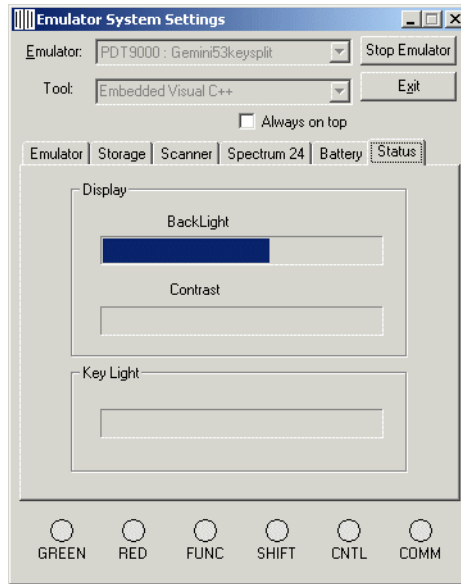 Emulator System Settings
Emulator: PDT9000 : Gemini53keysplit Stop Emulator
Tool: Embedded Visual C++ Exit
Always on top
Emulator Storage Scanner Spectrum 24 Battery Status
Display
BackLight
Contrast
Key Light
GREEN RED FUNC SHIFT CNTL COMM